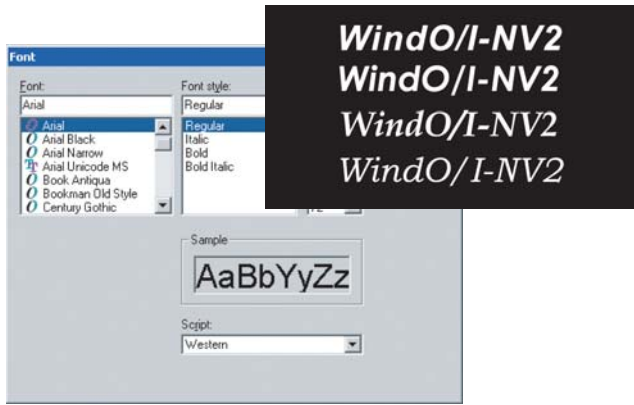 WindO/I-NV2
WindO/I-NV2
WindO/I-NV2
WindO/I-NV2
Font
Font:
Arial
Arial
Arial Black
Arial Narrow
Arial Unicode MS
Book Antiqua
Bookman Old Style
Century Gothic
Font style:
Regular
Regular
Italic
Bold
Bold Italic
72
Sample
AaBbYyZz
Script:
Western